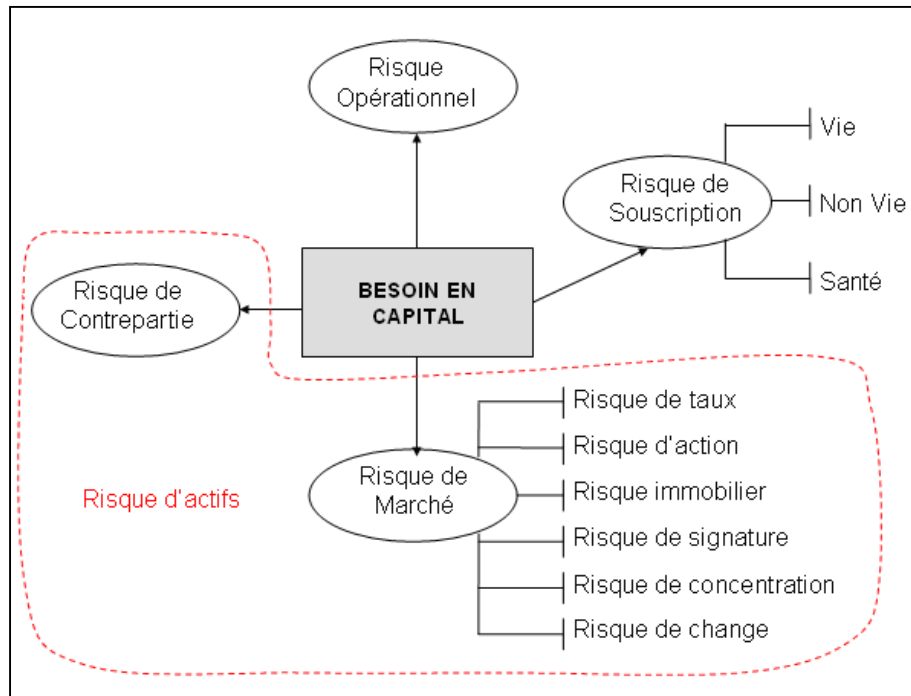 Risque
Opérationnel
Vie
Risque de
Souscription
Non Vie
Santé
Risque de
Contrepartie
BESOIN EN
CAPITAL
Risque de taux
Risque d'action
Risque de
Marché
Risque immobilier
Risque d'actifs
Risque de signature
Risque de concentration
Risque de change